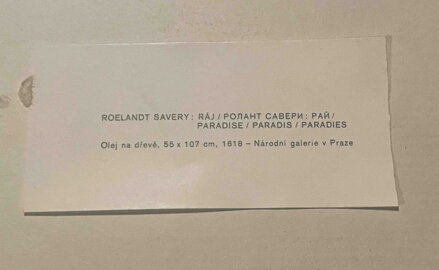 ROELANDT SAVERY: RÁJ / РОЛАНТ САВЕРИ: РАЙ /
PARADISE / PARADIS / PARADIES
Olej na dřevě, 55 x 107 cm, 1618 – Národní galerie v Praze